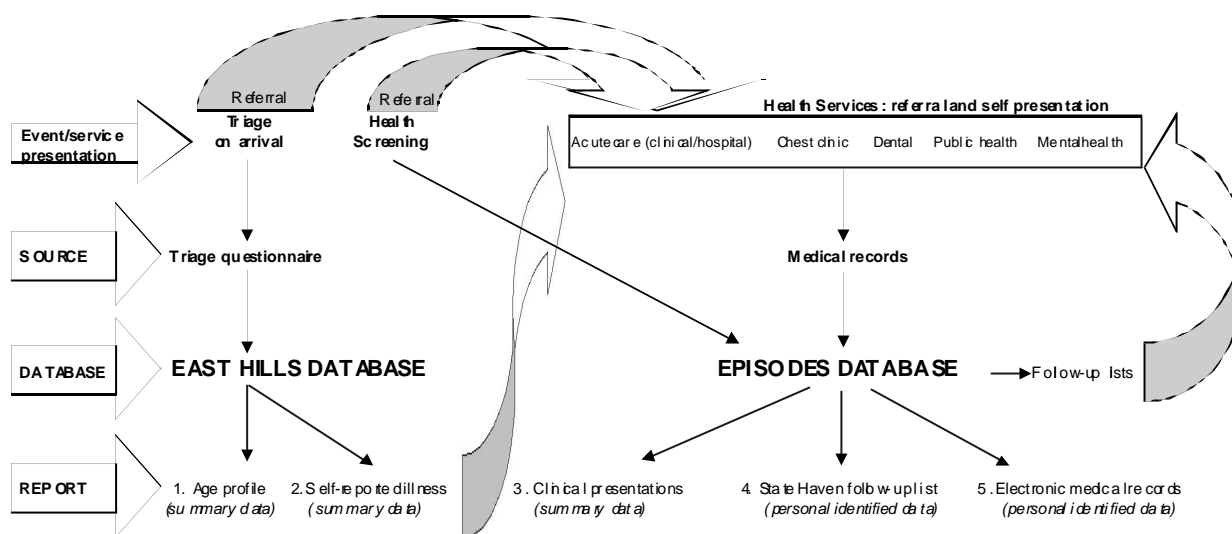 Referral
Referral
Health Services: referral and self presentation
Event/service
presentation
Triage
on arrival
Health
Screening
Acute care (clinical/hospital) Chest clinic Dental Public health Mental health
SOURCE
Triage questionnaire
Medical records
DATABASE
EAST HILLS DATABASE
EPISODES DATABASE
Follow-up lists
REPORT
1. Age profile
(summary data)
2. Self-reported illness
(summary data)
3. Clinical presentations
(summary data)
4. State Haven follow-up list
(personal identified data)
5. Electronic medical records
(personal identified data)